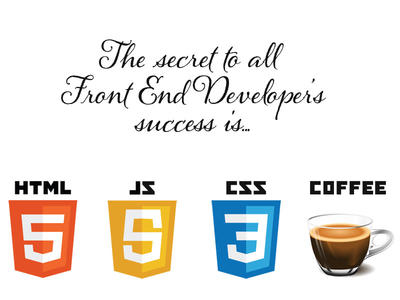 The secret to all
Front End Developer's
success is...
HTML JS CSS COFFEE
5 5 3